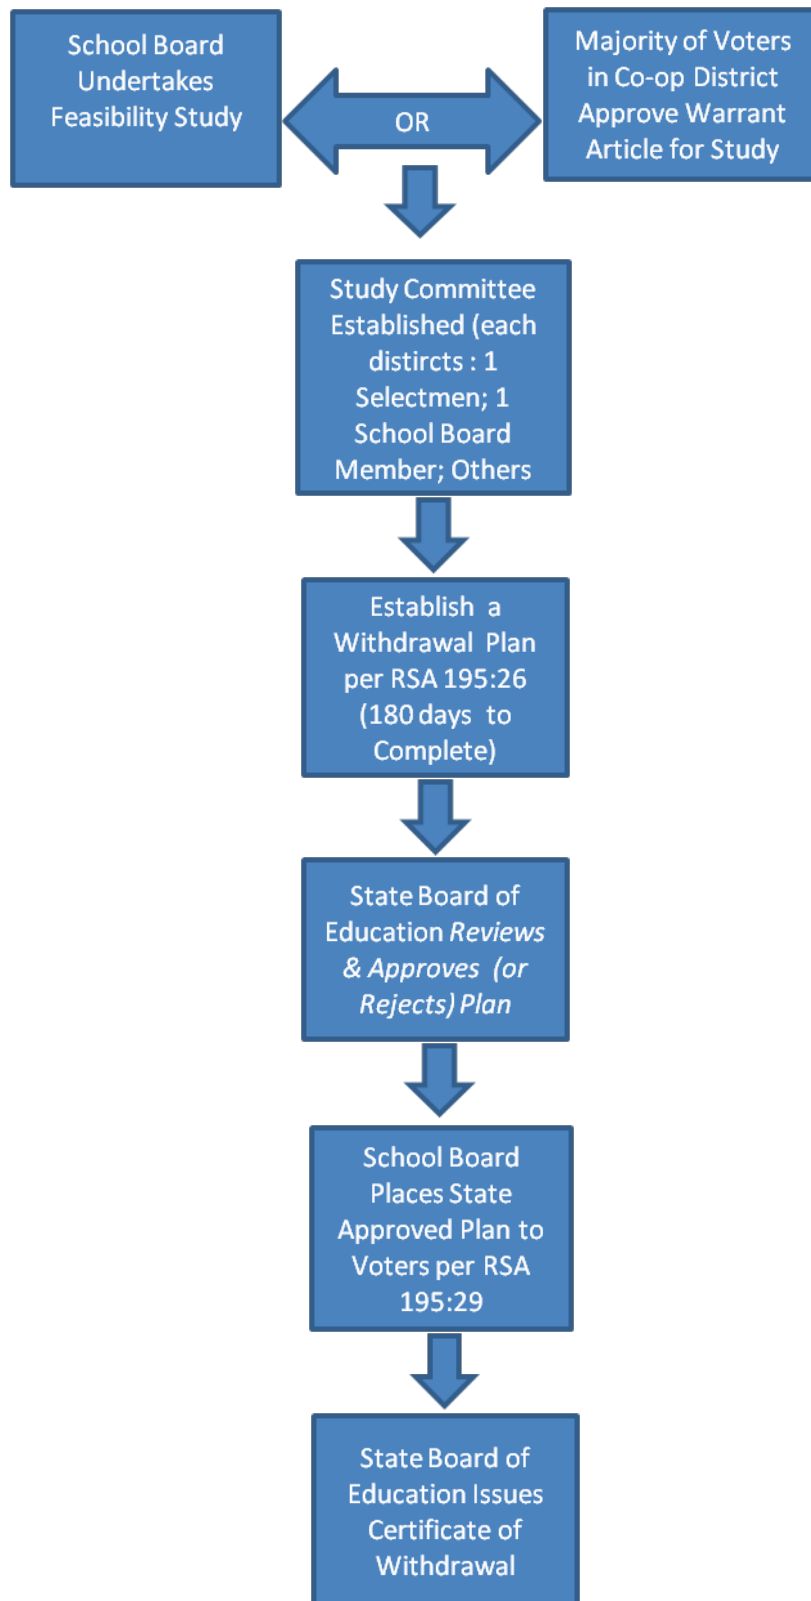 School Board
Undertakes
Feasibility Study
OR
Majority of Voters
in Co-op District
Approve Warrant
Article for Study
Study Committee
Established (each
distircts : 1
Selectmen; 1
School Board
Member; Others
Establish a
Withdrawal Plan
per RSA 195:26
(180 days to
Complete)
State Board of
Education Reviews
& Approves (or
Rejects) Plan
School Board
Places State
Approved Plan to
Voters per RSA
195:29
State Board of
Education Issues
Certificate of
Withdrawal